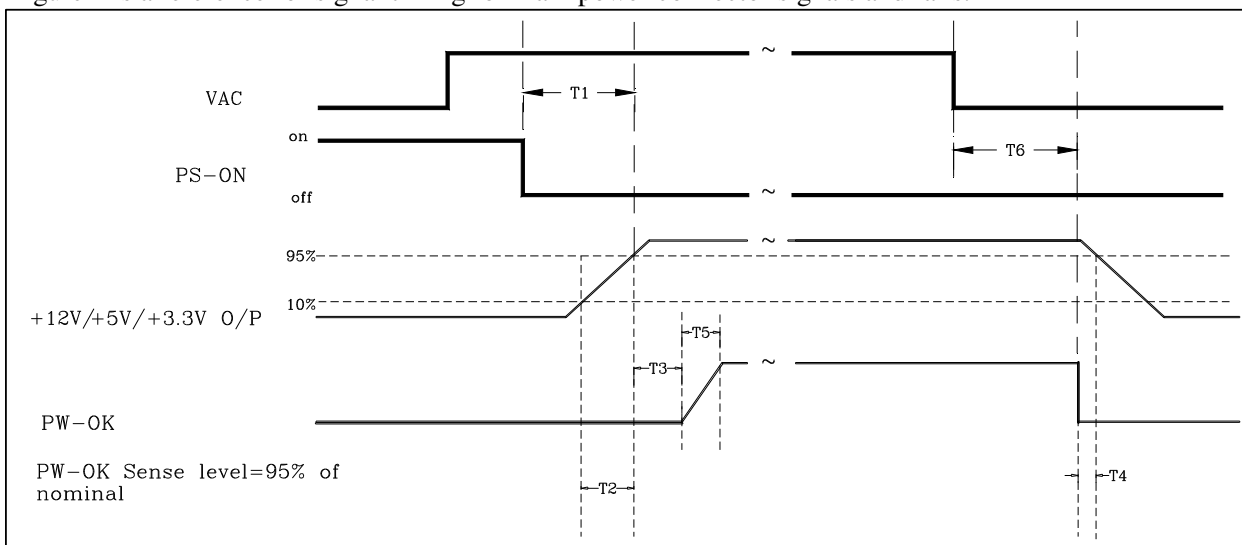 VAC
T1
on
PS-ON
off
T6
95%
10%
+12V/+5V/+3.3V O/P
T5
T3
PW-OK
PW-OK Sense level=95% of
nominal
T2
T4